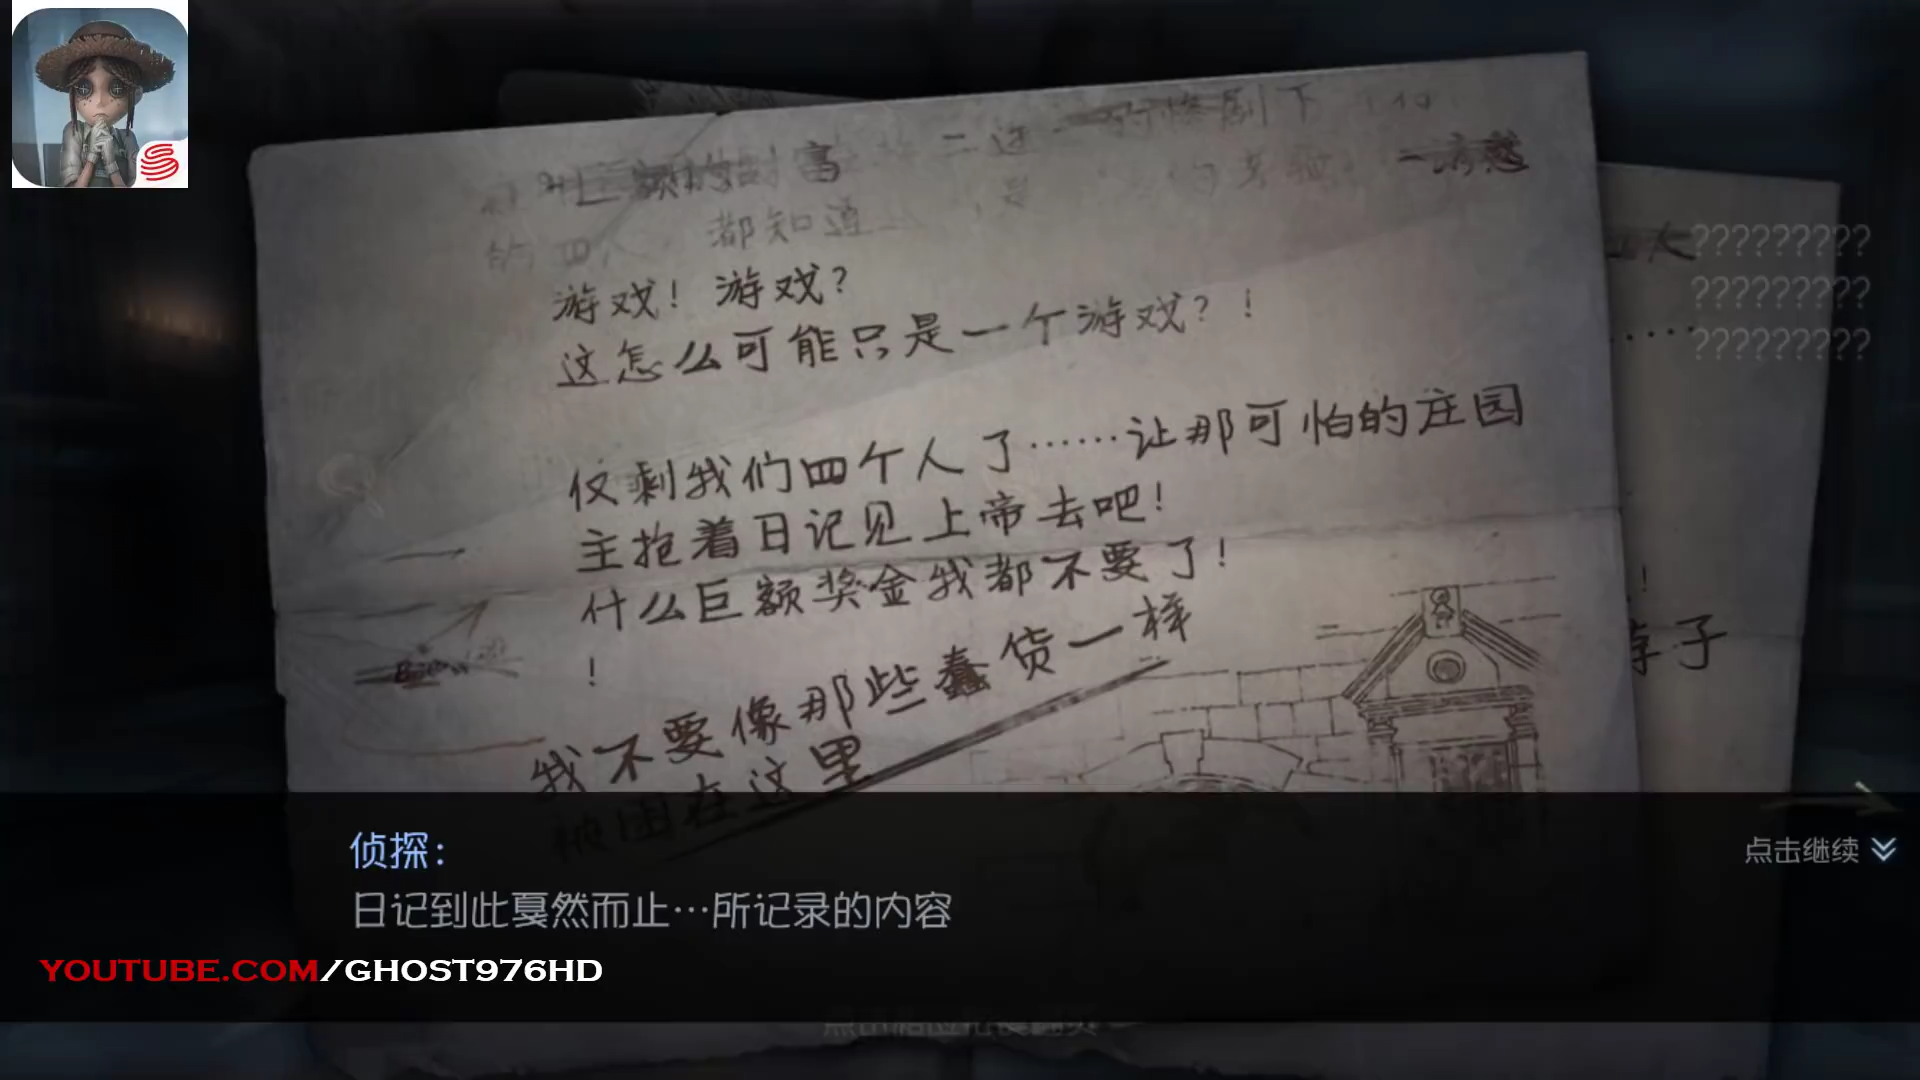 财富
都知道
游戏！游戏？
?????????
这怎么可能只是一个游戏？！
?????????
?????????
仅剩我们四个人了……让那可怕的庄园
主抱着日记见上帝去吧！
什么巨额奖金我都不要了！
！
我不要像那些蠢货一样
被困在这里
侦探：
点击继续
日记到此戛然而止…所记录的内容
YOUTUBE.COM/GHOST976HD